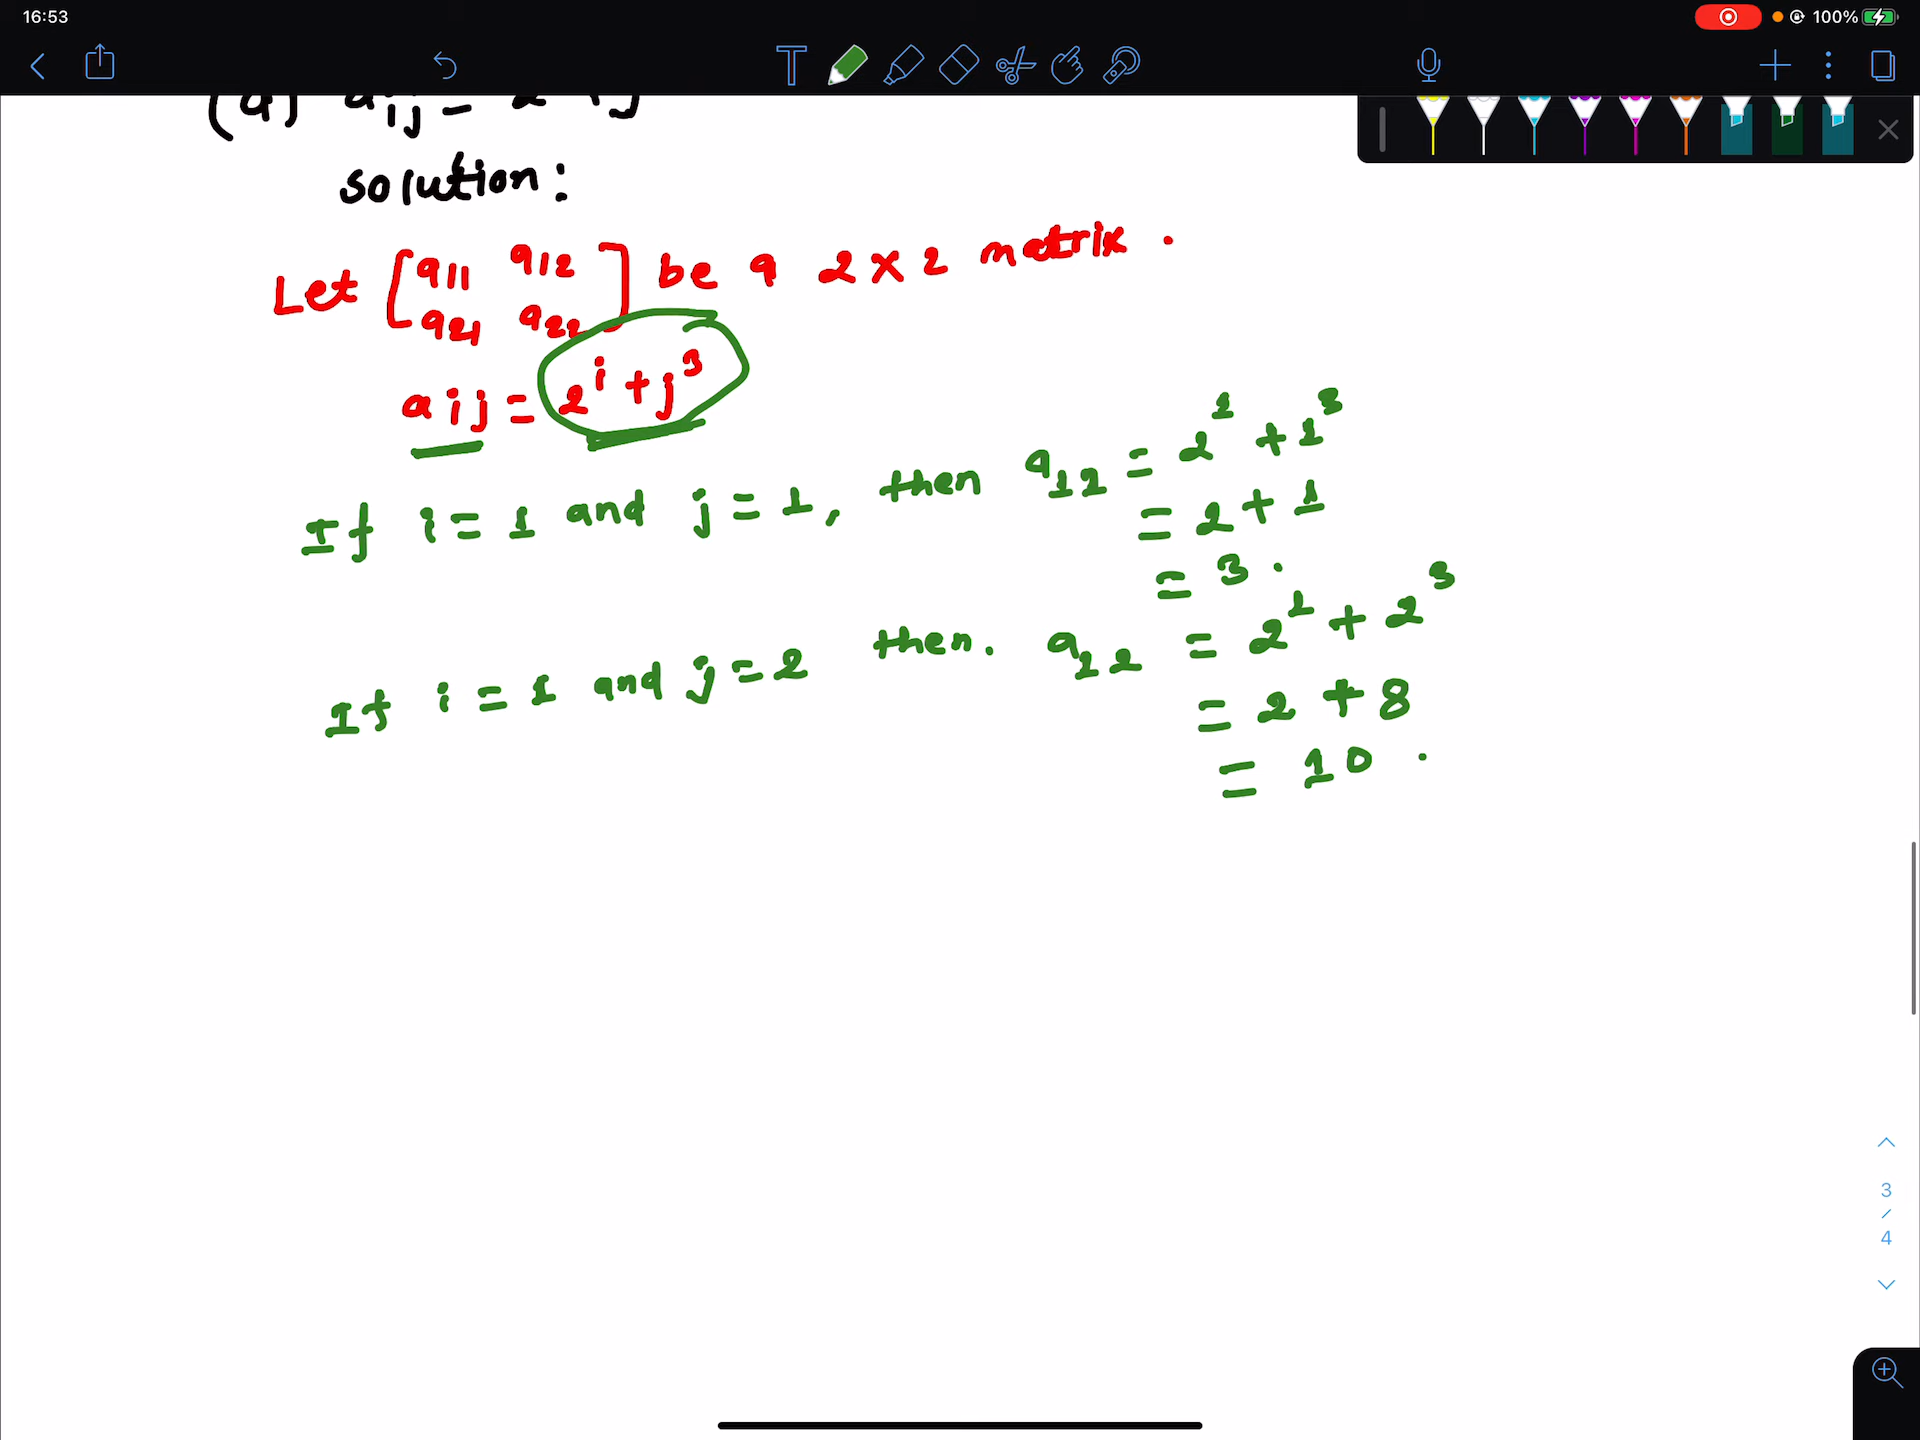 16:53
100%
(a) aij = 2 + j
solution:
Let [a11 a12 a21 a22] be a 2 x 2 matrix .
aij = 2^i + j^3
If i = 1 and j = 1, then a11 = 2^1 + 1^3
= 2 + 1
= 3 .
If i = 1 and j = 2 then. a12 = 2^1 + 2^3
= 2 + 8
= 10 .
3
/
4